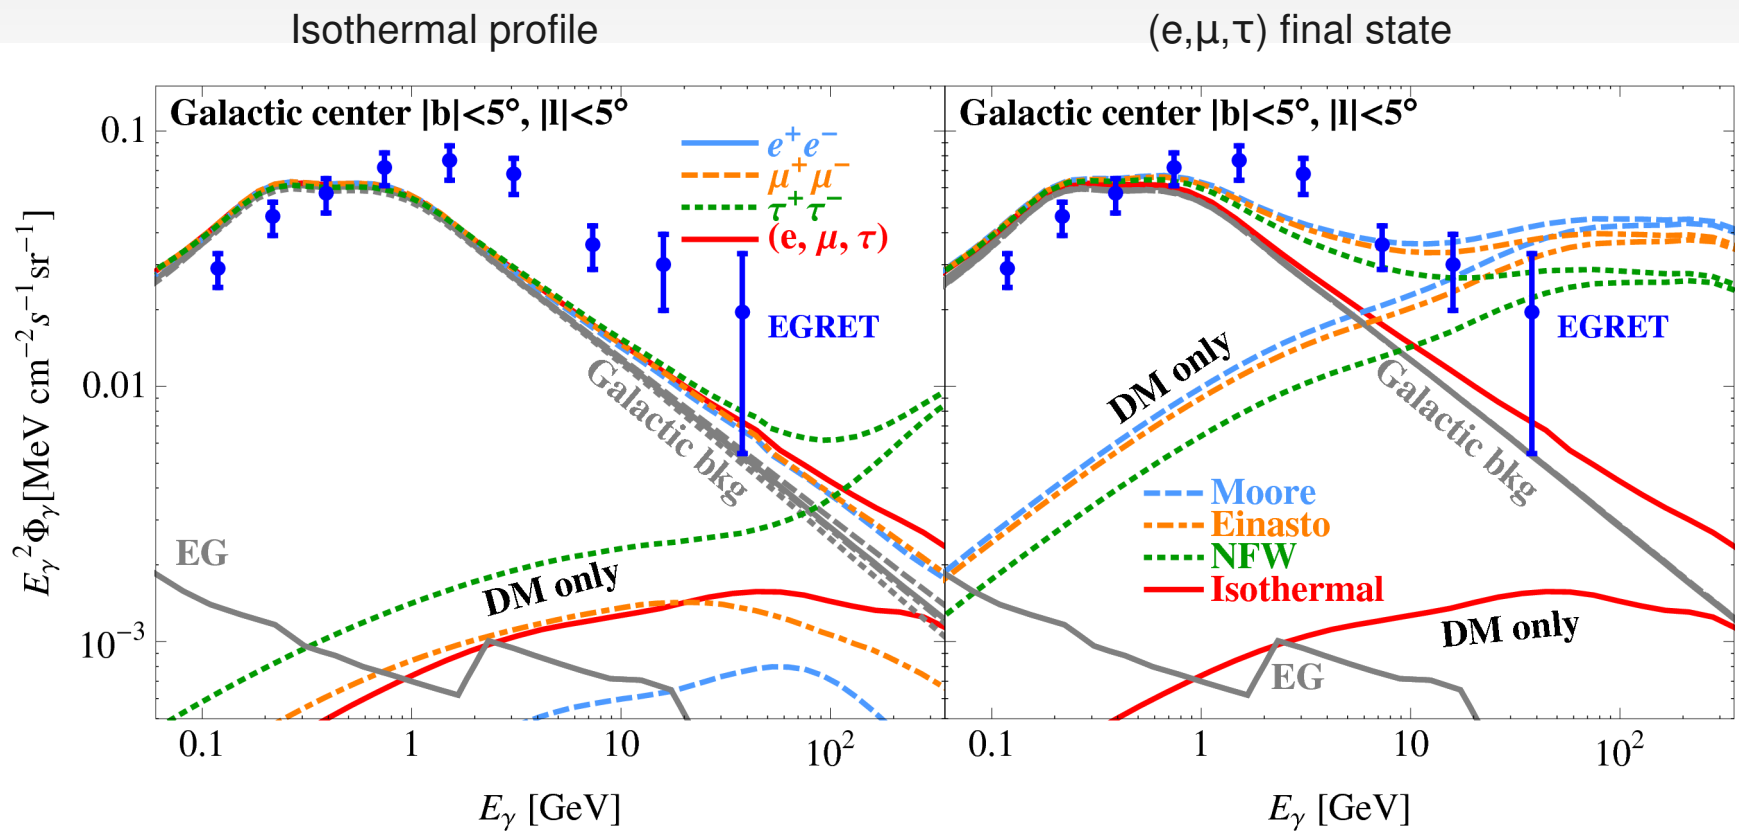 Isothermal profile
(e,μ,τ) final state
Galactic center |b|<5°, |l|<5°
e⁺e⁻
μ⁺μ⁻
τ⁺τ⁻
(e, μ, τ)
EGRET
Galactic bkg
EG
DM only
E_γ²Φ_γ[MeV cm⁻²s⁻¹sr⁻¹]
0.1
0.01
10⁻³
0.1 1 10 10²
E_γ [GeV]
Galactic center |b|<5°, |l|<5°
EGRET
DM only
Galactic bkg
Moore
Einasto
NFW
Isothermal
DM only
EG
0.1 1 10 10²
E_γ [GeV]